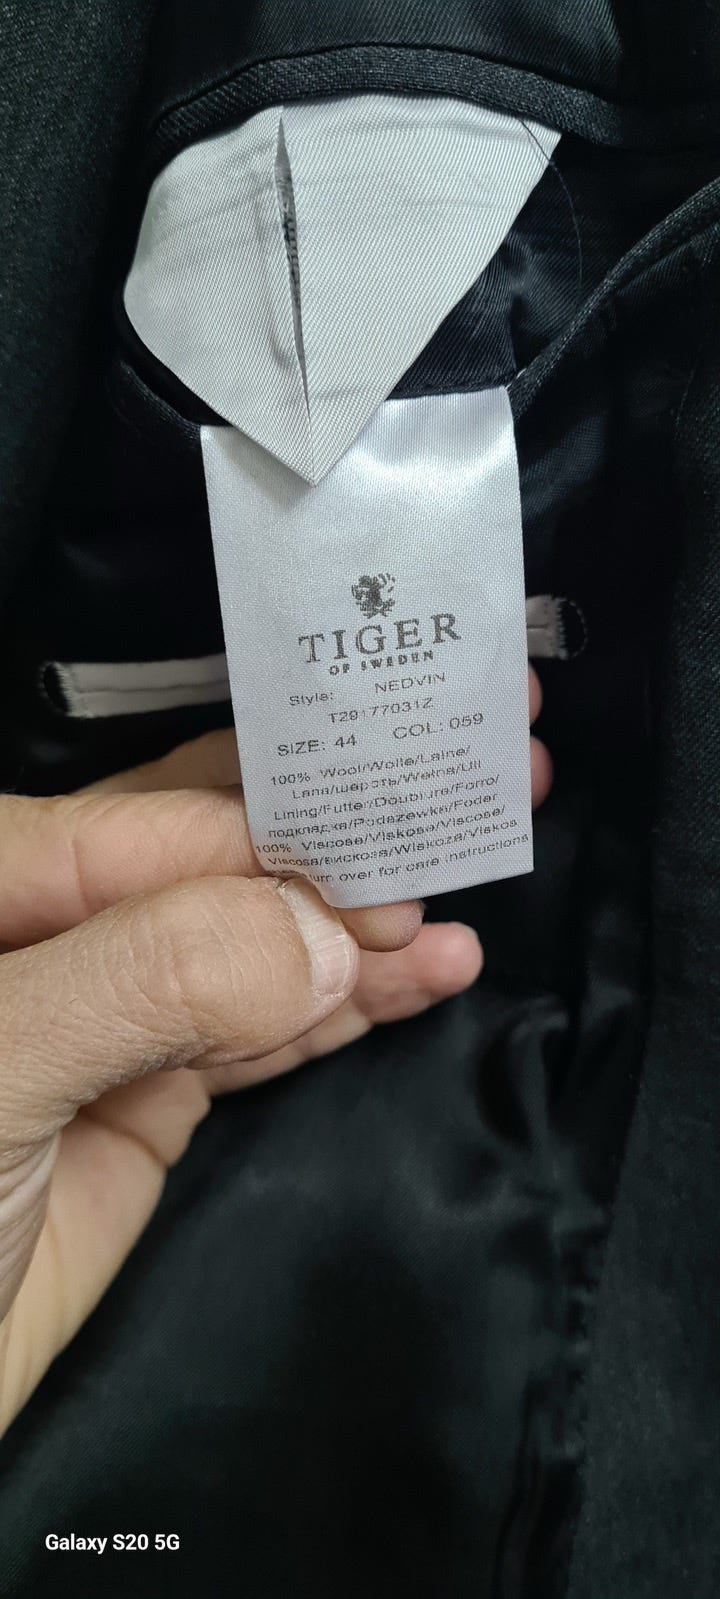 TIGER
OF SWEDEN
Style: NEDVIN
T29177031Z
SIZE: 44 COL: 059
100% Wool/Wolle/Laine/
Lana/шерсть/Wełna/Ull
Lining/Futter/Doublure/Forro/
подкладка/Podszewka/Foder
100% Viscose/Viskose/Viscose/
Viscosa/вискоза/Wiskoza/Viskos
turn over for care instructions
Galaxy S20 5G